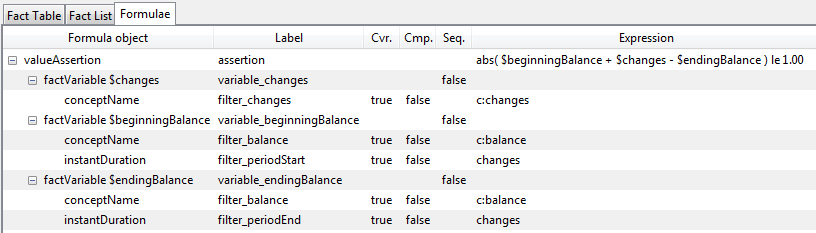 Fact Table Fact List Formulae
Formula object Label Cvr. Cmp. Seq. Expression
valueAssertion assertion abs( $beginningBalance + $changes - $endingBalance ) le 1.00
factVariable $changes variable_changes false
conceptName filter_changes true false c:changes
factVariable $beginningBalance variable_beginningBalance false
conceptName filter_balance true false c:balance
instantDuration filter_periodStart true false changes
factVariable $endingBalance variable_endingBalance false
conceptName filter_balance true false c:balance
instantDuration filter_periodEnd true false changes